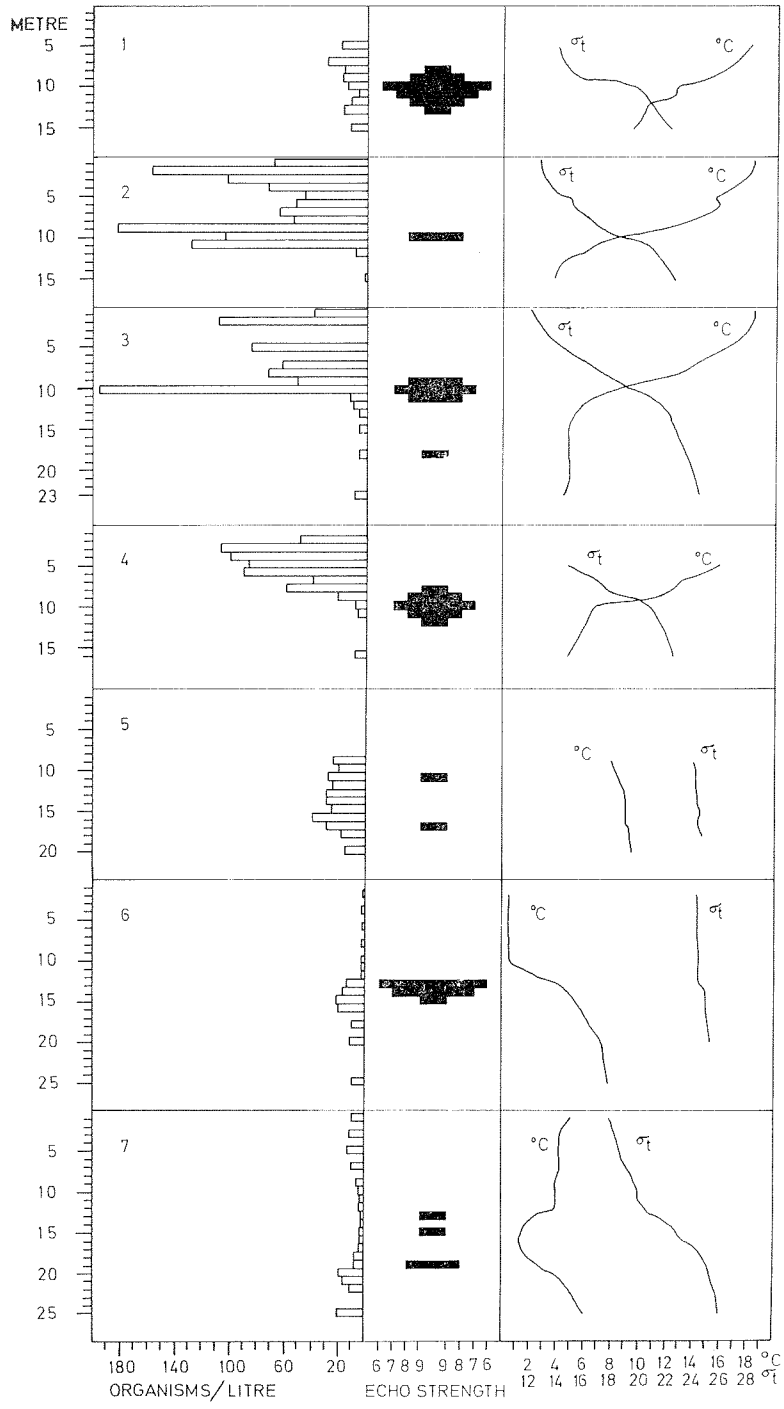 METRE
1
5
10
15
σt
°C
2
5
10
15
σt
°C
3
5
10
15
20
23
σt
°C
4
5
10
15
σt
°C
5
5
10
15
20
°C
σt
6
5
10
15
20
25
°C
σt
7
5
10
15
20
25
°C
σt
180 140 100 60 20
6 7 8 9 9 8 7 6
2 4 6 8 10 12 14 16 18 °C
12 14 16 18 20 22 24 26 28 σt
ORGANISMS/LITRE
ECHO STRENGTH